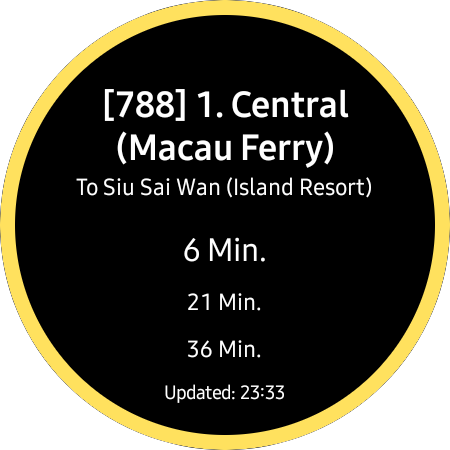 [788] 1. Central
(Macau Ferry)
To Siu Sai Wan (Island Resort)
6 Min.
21 Min.
36 Min.
Updated: 23:33